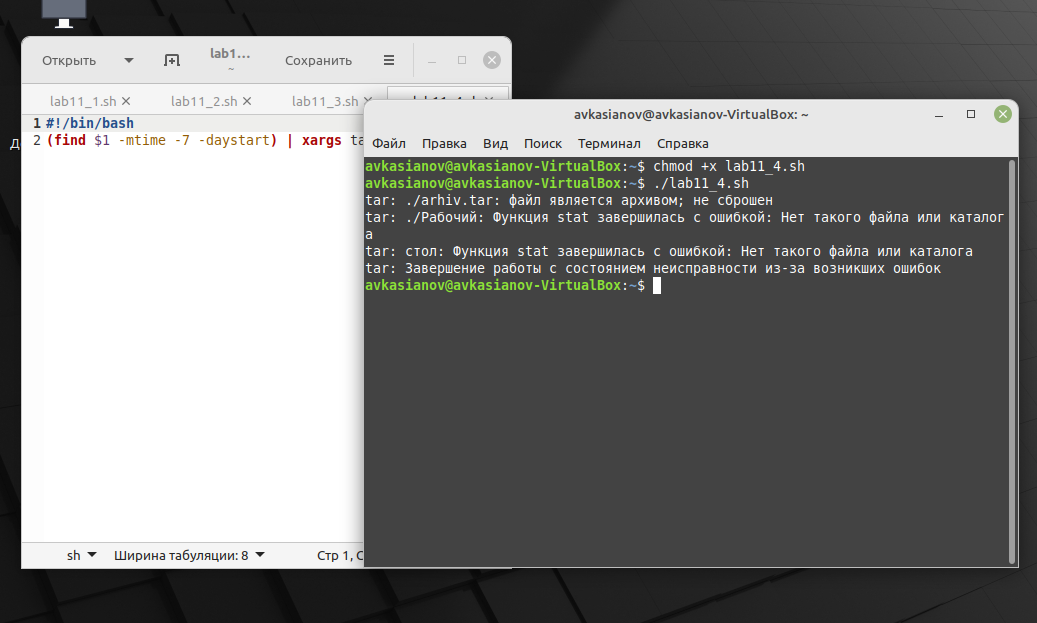 Открыть
lab1...
~
Сохранить
lab11_1.sh
lab11_2.sh
lab11_3.sh
1 #!/bin/bash
2 (find $1 -mtime -7 -daystart) | xargs ta
sh
Ширина табуляции: 8
Стр 1, С
avkasianov@avkasianov-VirtualBox: ~
Файл Правка Вид Поиск Терминал Справка
avkasianov@avkasianov-VirtualBox:~$ chmod +x lab11_4.sh
avkasianov@avkasianov-VirtualBox:~$ ./lab11_4.sh
tar: ./arhiv.tar: файл является архивом; не сброшен
tar: ./Рабочий: Функция stat завершилась с ошибкой: Нет такого файла или каталог
а
tar: стол: Функция stat завершилась с ошибкой: Нет такого файла или каталога
tar: Завершение работы с состоянием неисправности из-за возникших ошибок
avkasianov@avkasianov-VirtualBox:~$